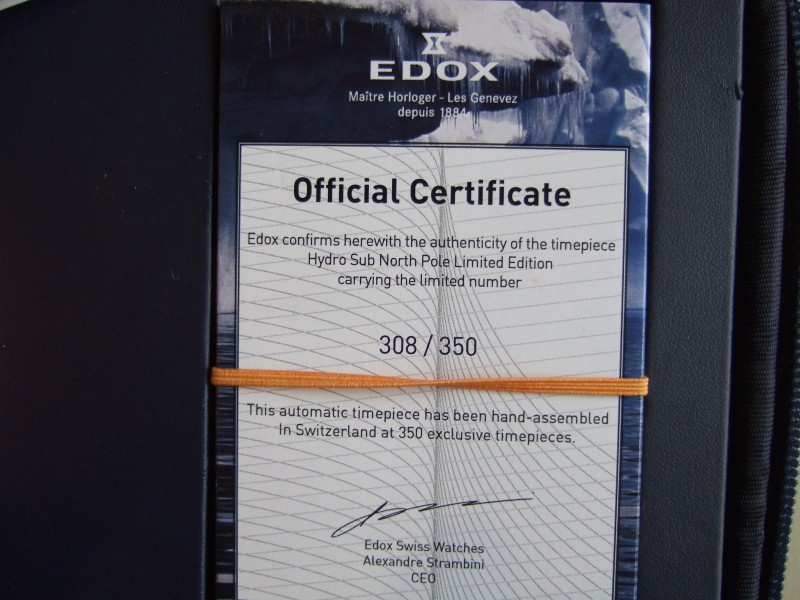 EDOX
Maître Horloger - Les Genevez
depuis 1884
Official Certificate
Edox confirms herewith the authenticity of the timepiece
Hydro Sub North Pole Limited Edition
carrying the limited number
308 / 350
This automatic timepiece has been hand-assembled
In Switzerland at 350 exclusive timepieces.
Edox Swiss Watches
Alexandre Strambini
CEO